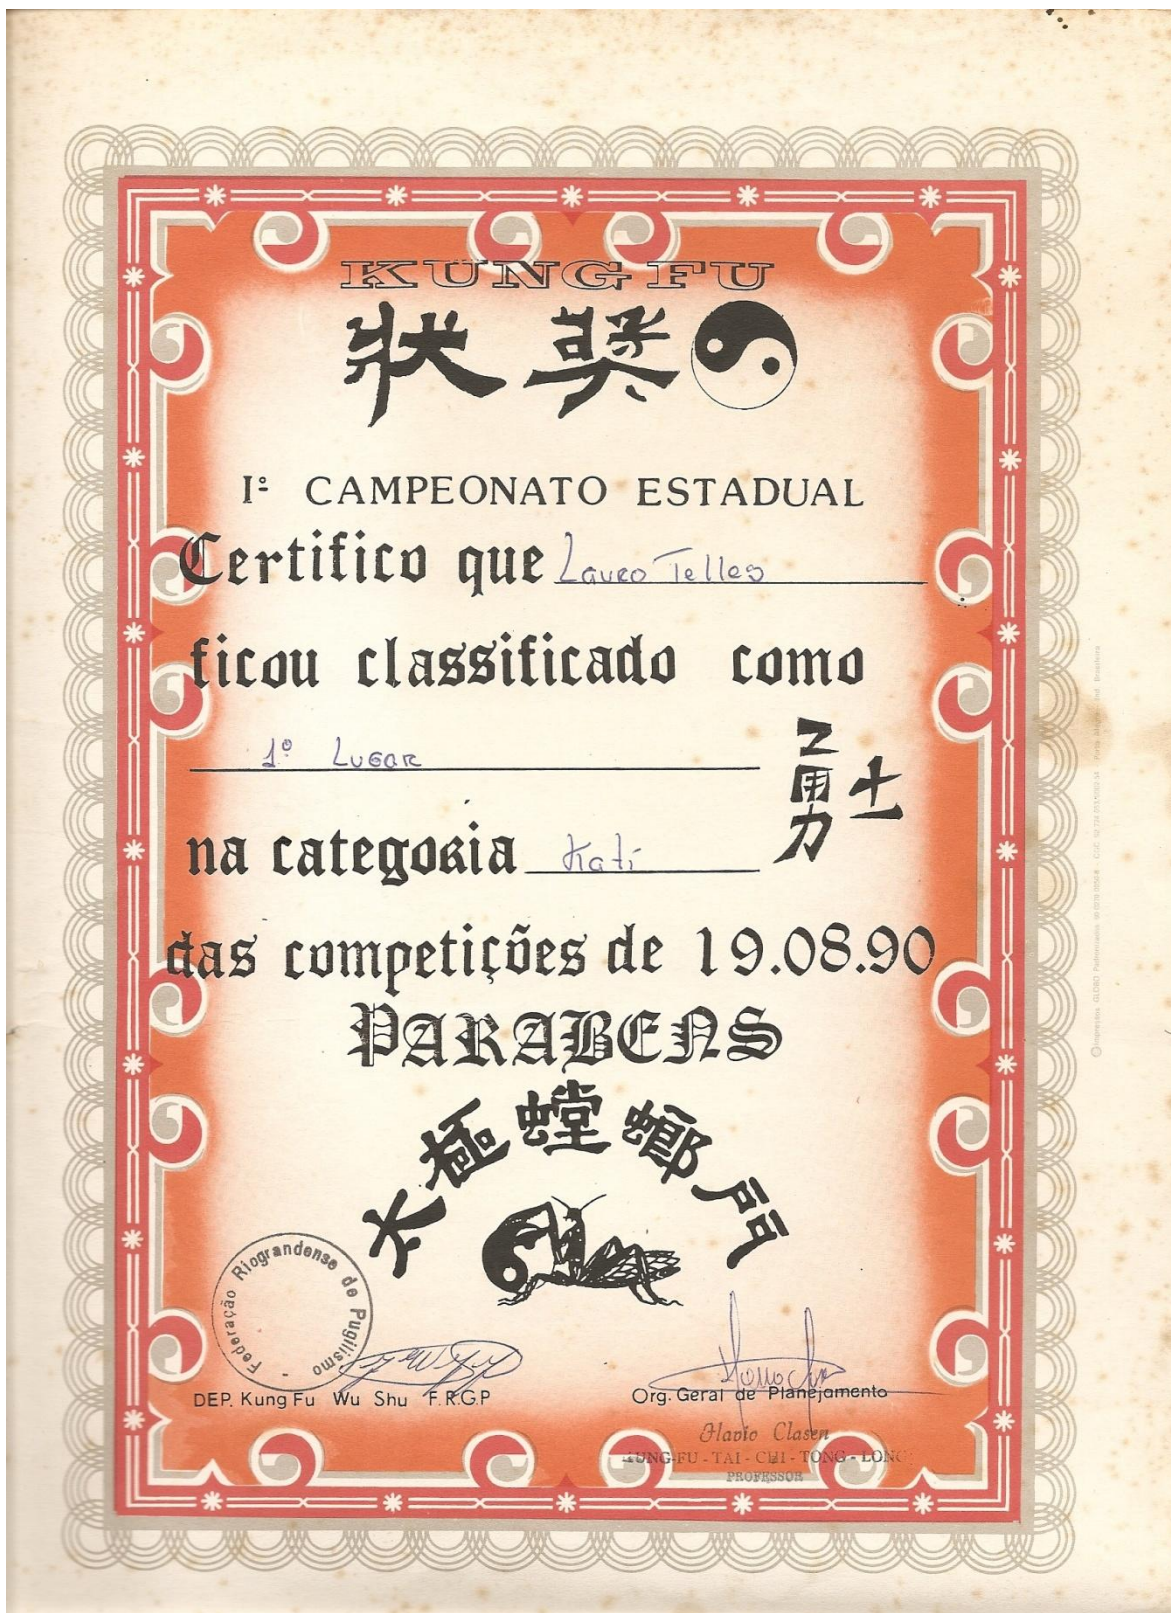 KUNG FU
狀獎
Iº CAMPEONATO ESTADUAL
Certifico que Lauro Telles
ficou classificado como
1º Lugar
勇士
na categoria Kati
das competições de 19.08.90
PARABENS
太極螳螂門
Federação Riograndense de Pugilismo
DEP. Kung Fu Wu Shu F.R.G.P
Org. Geral de Planejamento
Flavio Clasen
KUNG-FU - TAI - CHI - TONG - LONG
PROFESSOR